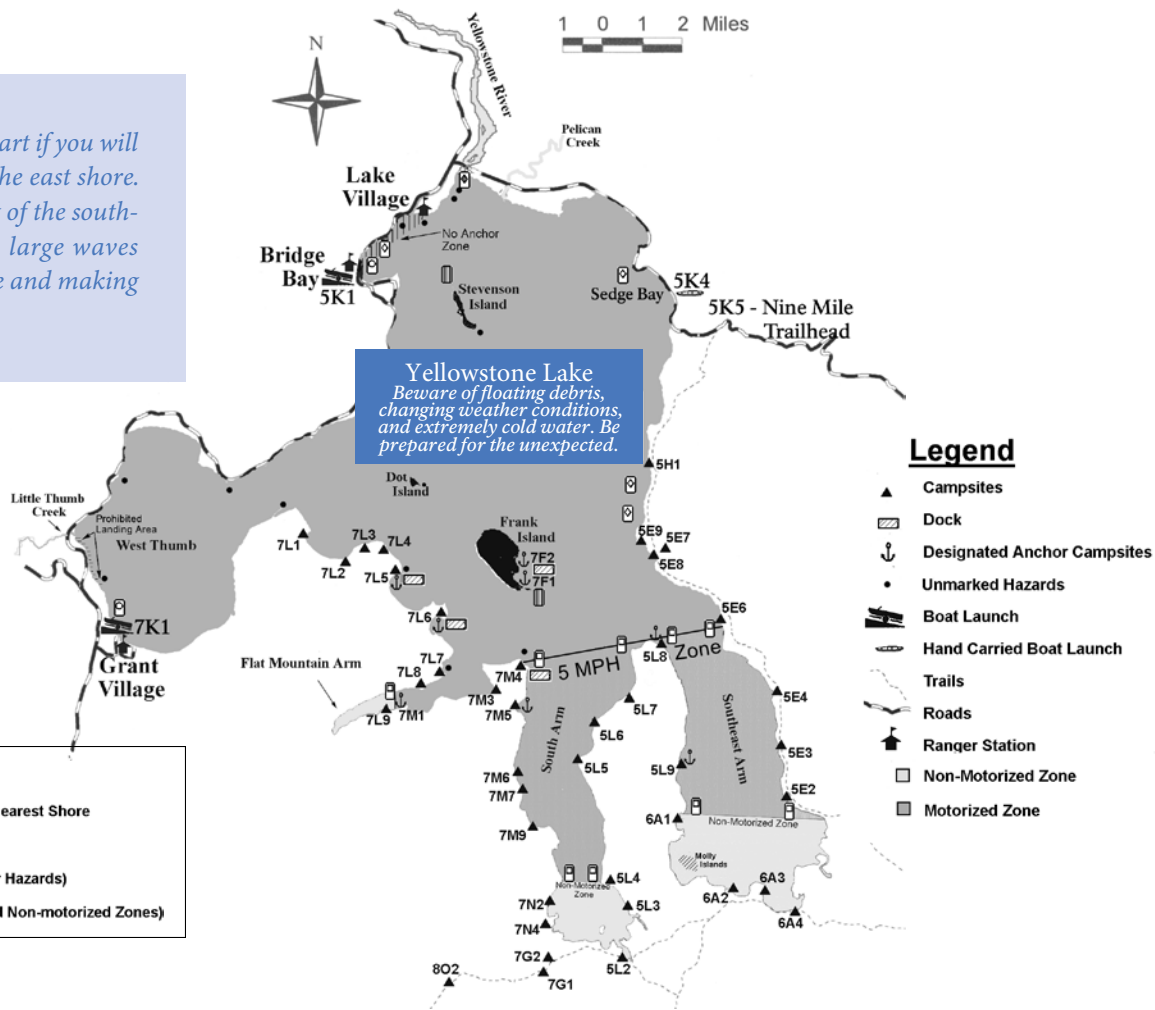 1 0 1 2 Miles
N
Yellowstone River
Pelican
Creek
art if you will
he east shore.
of the south-
large waves
e and making
Lake
Village
No Anchor
Zone
Bridge
Bay
5K1
Stevenson
Island
Sedge Bay
5K4
5K5 - Nine Mile
Trailhead
Yellowstone Lake
Beware of floating debris,
changing weather conditions,
and extremely cold water. Be
prepared for the unexpected.
5H1
Dot
Island
Little Thumb
Creek
Prohibited
Landing Area
West Thumb
Frank
Island
7F2
7F1
7L1
7L2
7L3
7L4
7L5
7L6
7L7
7L8
7L9
7M1
5E9
5E7
5E8
5E6
7K1
Grant
Village
Flat Mountain Arm
5 MPH Zone
5L8
7M4
7M3
7M5
5L7
5L6
5L5
South Arm
Southeast Arm
5E4
5E3
5E2
5L9
7M6
7M7
7M9
6A1
Non-Motorized Zone
Molly
Islands
6A2
6A3
6A4
5L4
Non-Motorized
Zone
7N2
5L3
7N4
7G2
5L2
7G1
8O2
Legend
Campsites
Dock
Designated Anchor Campsites
Unmarked Hazards
Boat Launch
Hand Carried Boat Launch
Trails
Roads
Ranger Station
Non-Motorized Zone
Motorized Zone
earest Shore
Hazards)
Non-motorized Zones)